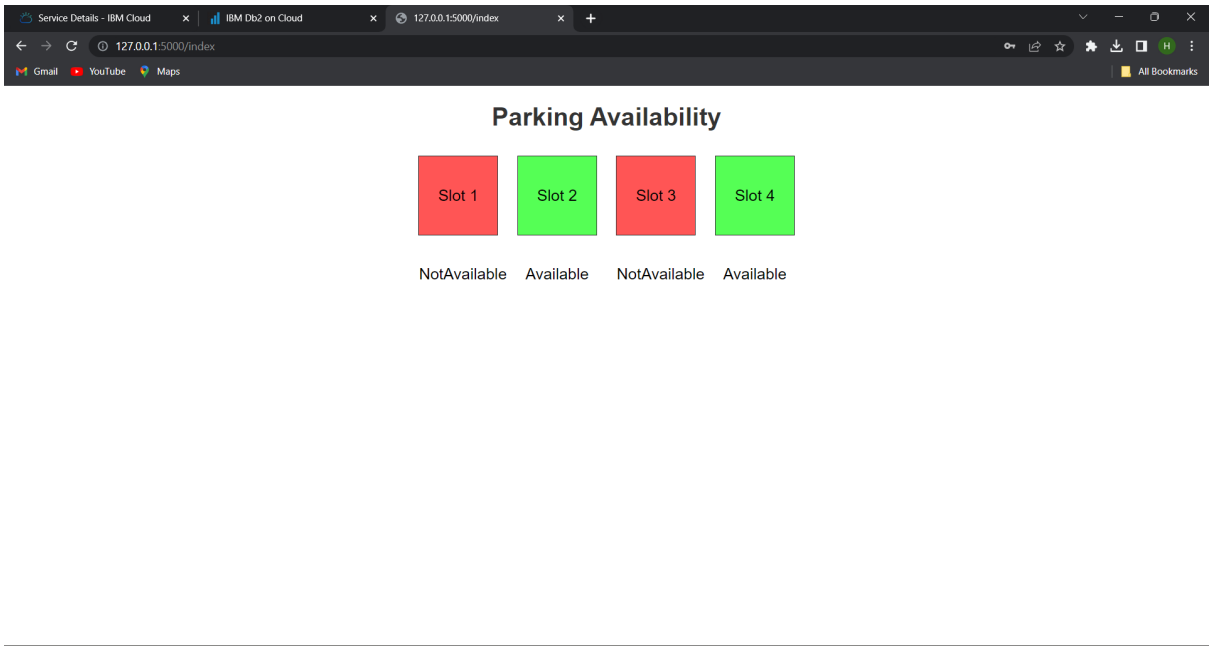 Service Details - IBM Cloud IBM Db2 on Cloud 127.0.0.1:5000/index
127.0.0.1:5000/index
Gmail YouTube Maps All Bookmarks
H
Parking Availability
Slot 1 Slot 2 Slot 3 Slot 4
NotAvailable Available NotAvailable Available